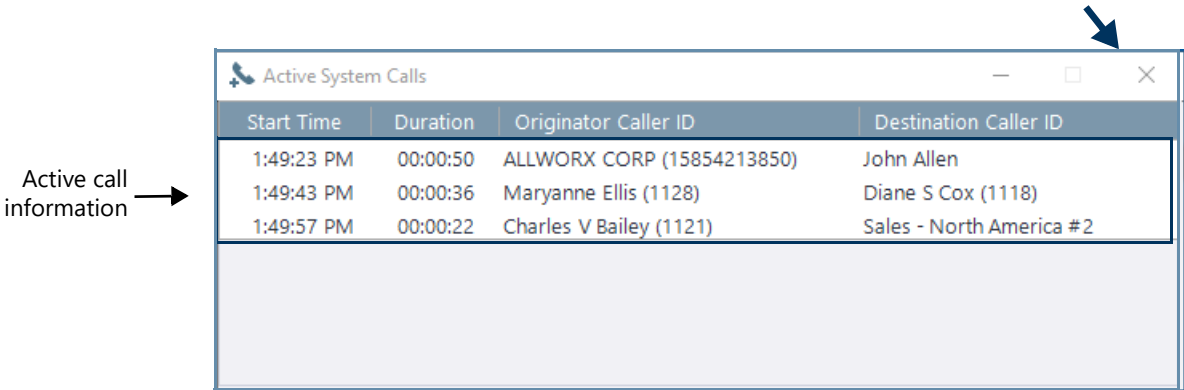 Active System Calls
Start Time Duration Originator Caller ID Destination Caller ID
1:49:23 PM 00:00:50 ALLWORX CORP (15854213850) John Allen
1:49:43 PM 00:00:36 Maryanne Ellis (1128) Diane S Cox (1118)
1:49:57 PM 00:00:22 Charles V Bailey (1121) Sales - North America #2
Active call
information